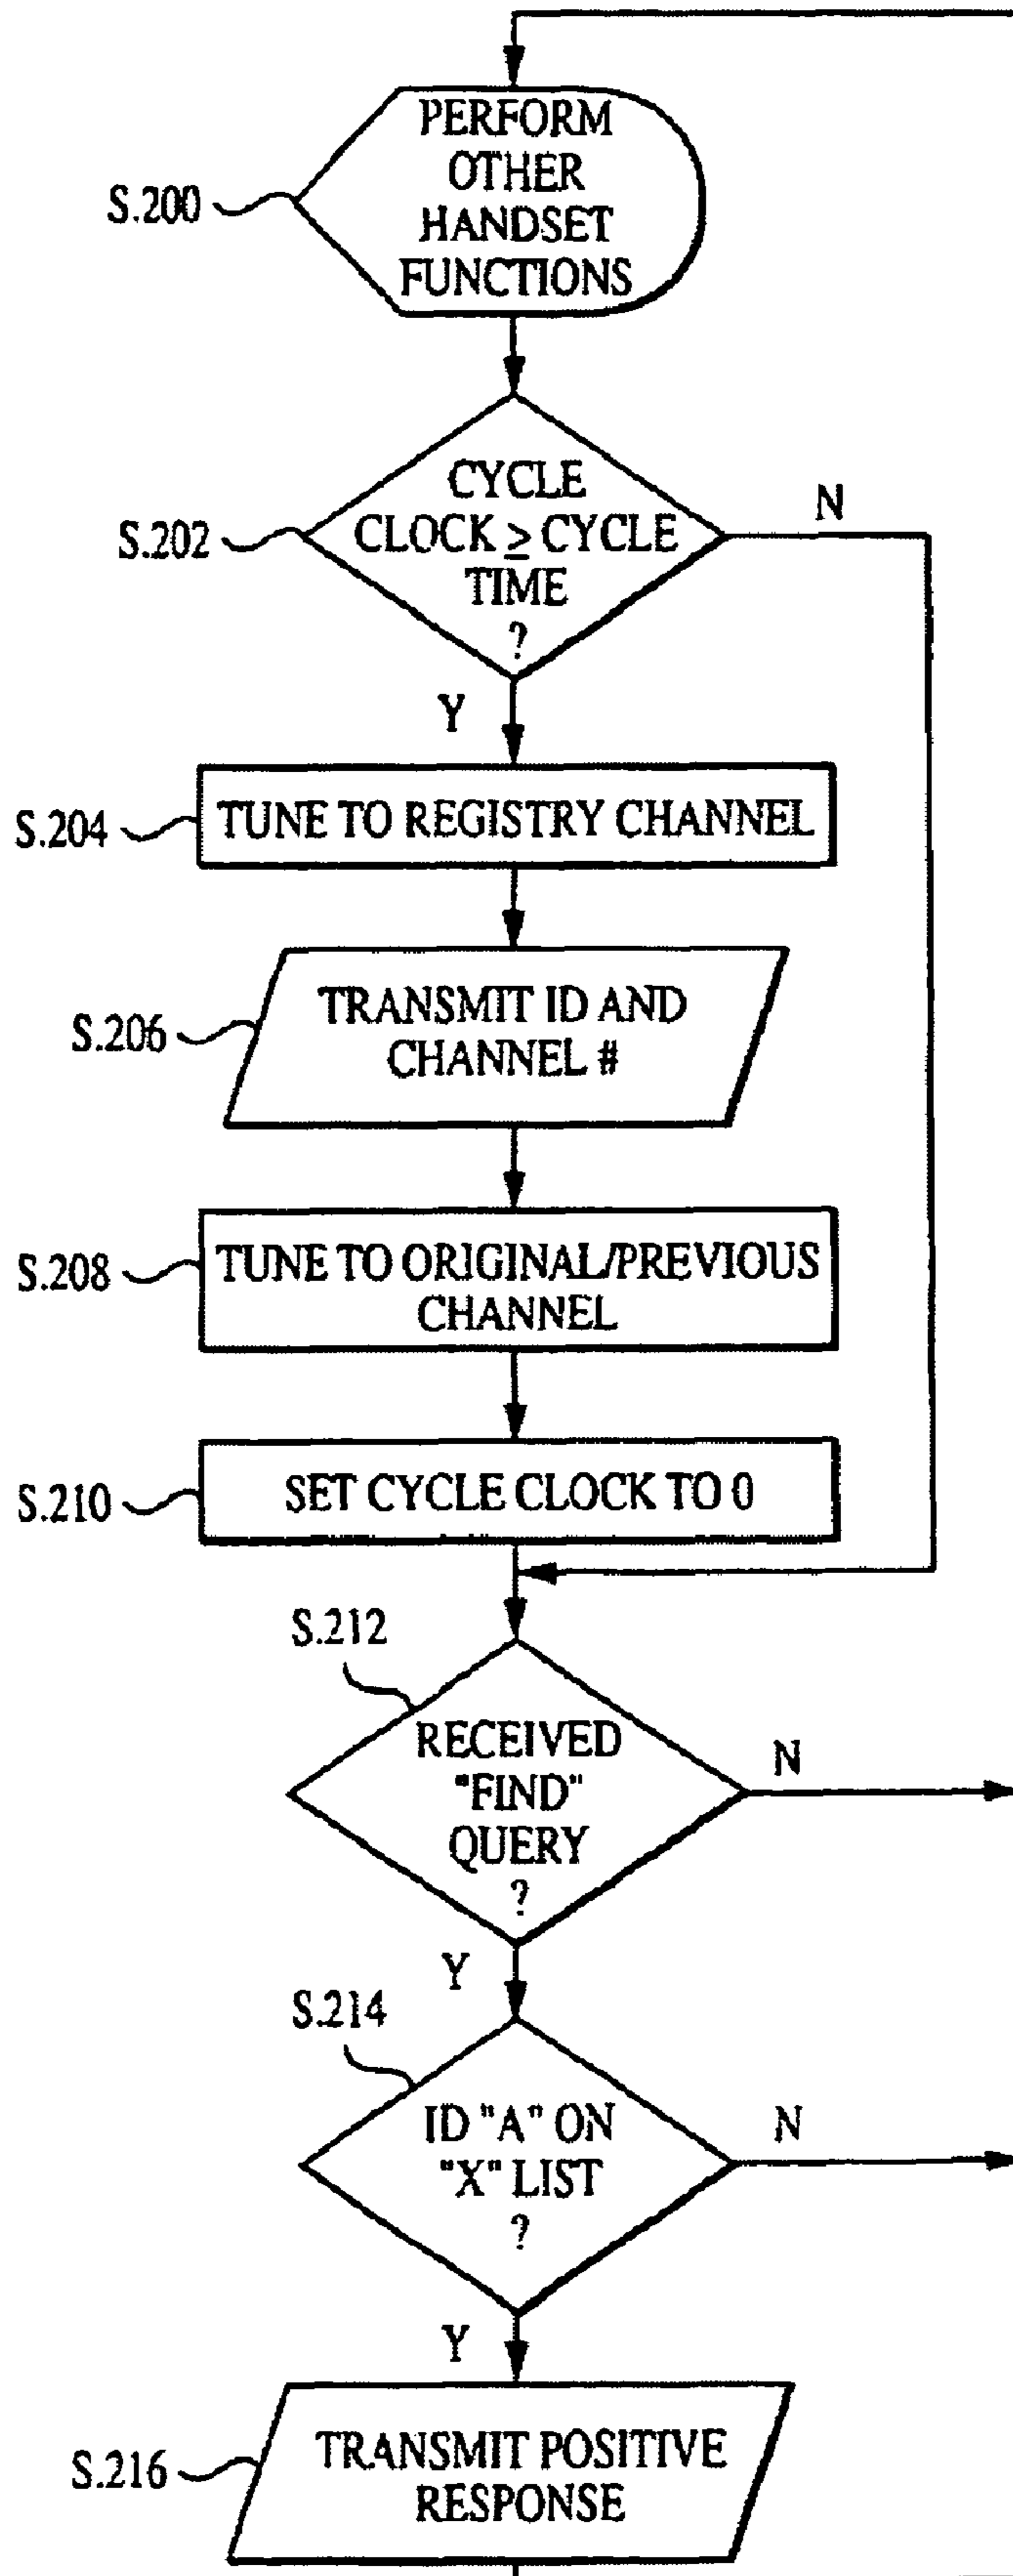 PERFORM
OTHER
HANDSET
FUNCTIONS
S.200
CYCLE
CLOCK ≥ CYCLE
TIME
?
S.202
N
Y
S.204
TUNE TO REGISTRY CHANNEL
TRANSMIT ID AND
CHANNEL #
S.206
S.208
TUNE TO ORIGINAL/PREVIOUS
CHANNEL
S.210
SET CYCLE CLOCK TO 0
S.212
RECEIVED
"FIND"
QUERY
?
N
Y
S.214
ID "A" ON
"X" LIST
?
N
Y
S.216
TRANSMIT POSITIVE
RESPONSE